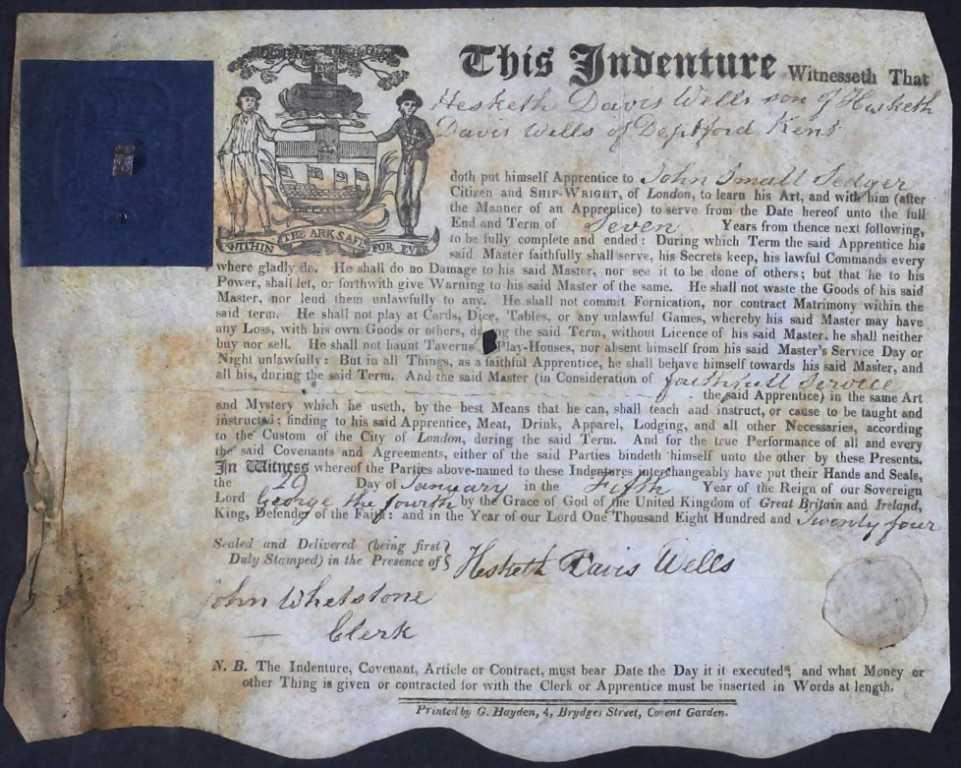 This Indenture Witnesseth That
Hesketh Davis Wells son of Hesketh
Davis Wells of Deptford Kent
doth put himself Apprentice to John Small Sedger
Citizen and SHIP-WRIGHT, of London, to learn his Art, and with him (after
the Manner of an Apprentice) to serve from the Date hereof unto the full
End and Term of Seven Years from thence next following,
to be fully complete and ended: During which Term the said Apprentice his
said Master faithfully shall serve, his Secrets keep, his lawful Commands every
WITHIN THE ARK SAFE FOR EVER
where gladly do. He shall do no Damage to his said Master, nor see it to be done of others; but that he to his
Power, shall let, or forthwith give Warning to his said Master of the same. He shall not waste the Goods of his said
Master, nor lend them unlawfully to any. He shall not commit Fornication, nor contract Matrimony within the
said term. He shall not play at Cards, Dice, Tables, or any unlawful Games, whereby his said Master may have
any Loss, with his own Goods or others, during the said Term, without Licence of his said Master, he shall neither
buy nor sell. He shall not haunt Taverns Play-Houses, nor absent himself from his said Master's Service Day or
Night unlawfully: But in all Things, as a faithful Apprentice, he shall behave himself towards his said Master, and
all his, during the said Term. And the said Master (in Consideration of faithfull Service
the said Apprentice) in the same Art
and Mystery which he useth, by the best Means that he can, shall teach and instruct, or cause to be taught and
instructed; finding to his said Apprentice, Meat, Drink, Apparel, Lodging, and all other Necessaries, according
to the Custom of the City of London, during the said Term. And for the true Performance of all and every
the said Covenants and Agreements, either of the said Parties bindeth himself unto the other by these Presents.
In Witness whereof the Parties above-named to these Indentures interchangeably have put their Hands and Seals,
the 29 Day of January in the Fifth Year of the Reign of our Sovereign
Lord George the fourth by the Grace of God of the United Kingdom of Great Britain and Ireland,
King, Defender of the Faith: and in the Year of our Lord One Thousand Eight Hundred and Twenty four
Sealed and Delivered (being first
Duly Stamped) in the Presence of
Hesketh Davis Wells
John Whetstone
Clerk
N. B. The Indenture, Covenant, Article or Contract, must bear Date the Day it it executed; and what Money or
other Thing is given or contracted for with the Clerk or Apprentice must be inserted in Words at length.
Printed by G. Hayden, 4, Brydges Street, Covent Garden.